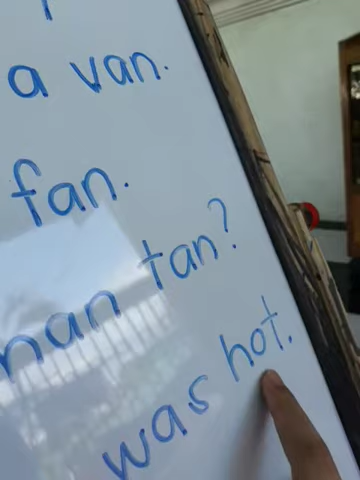 a van.
fan.
nan tan?
was hot.